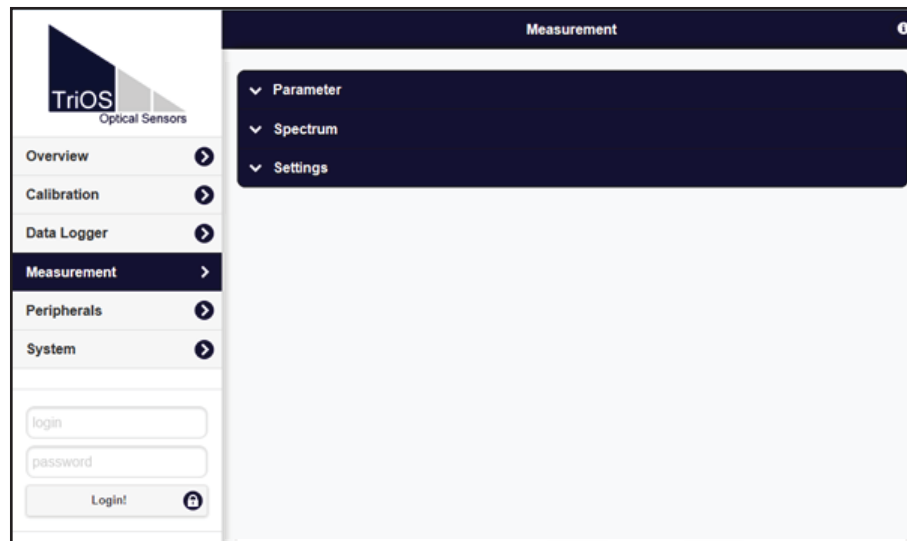 TriOS
Optical Sensors
Overview
Calibration
Data Logger
Measurement
Peripherals
System
login
password
Login!
Measurement
Parameter
Spectrum
Settings